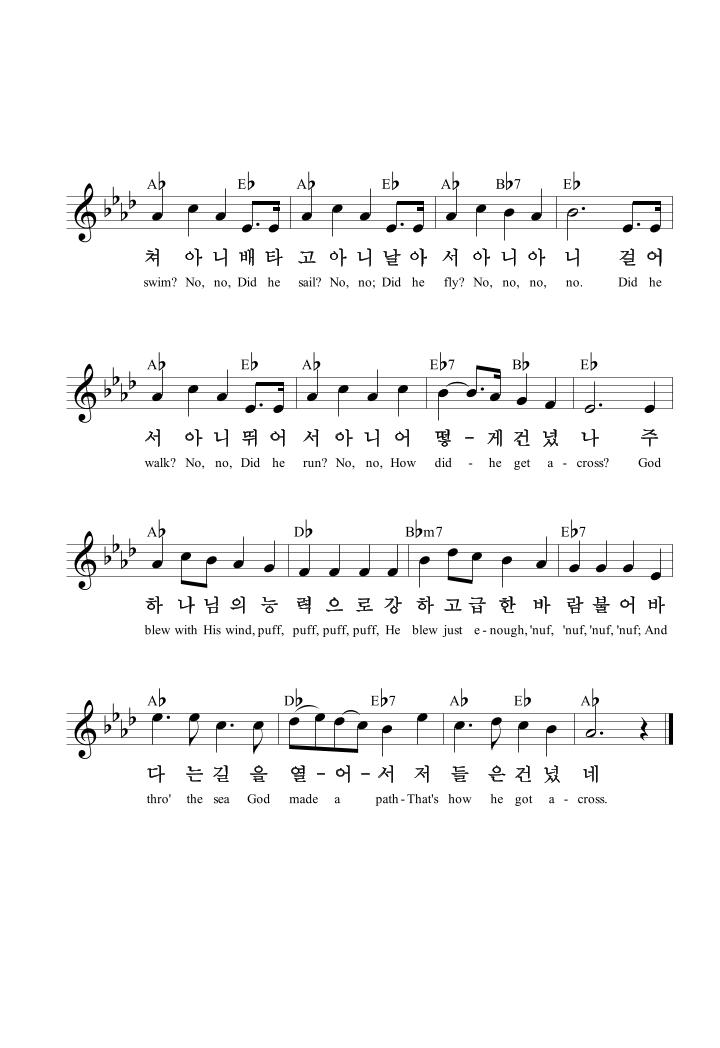 A♭ E♭ A♭ E♭ A♭ B♭7 E♭
쳐 아 니 배 타 고 아 니 날 아 서 아 니 아 니 걸 어
swim? No, no, Did he sail? No, no; Did he fly? No, no, no, no. Did he
A♭ E♭ A♭ E♭7 B♭ E♭
서 아 니 뛰 어 서 아 니 어 떻 - 게 건 넜 나 주
walk? No, no, Did he run? No, no, How did - he get a - cross? God
A♭ D♭ B♭m7 E♭7
하 나 님 의 능 력 으 로 강 하 고 급 한 바 람 불 어 바
blew with His wind, puff, puff, puff, puff, He blew just e - nough, 'nuf, 'nuf, 'nuf, 'nuf; And
A♭ D♭ E♭7 A♭ E♭ A♭
다 는 길 을 열 - 어 - 서 저 들 은 건 넜 네
thro' the sea God made a path - That's how he got a - cross.